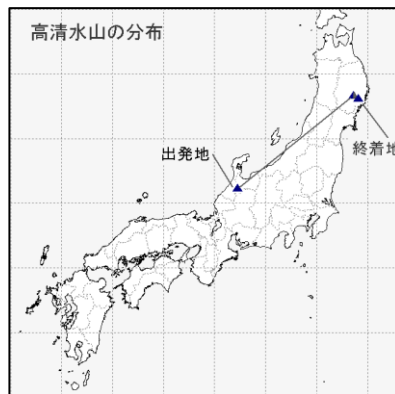 高清水山の分布
出発地
終着地